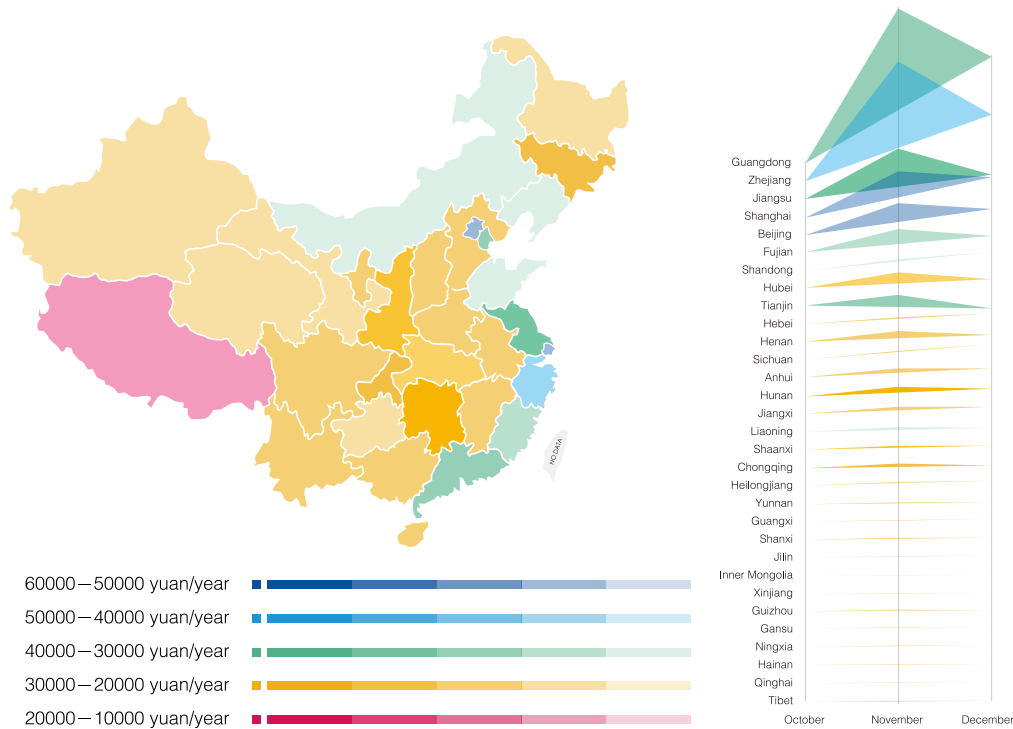 Guangdong
Zhejiang
Jiangsu
Shanghai
Beijing
Fujian
Shandong
Hubei
Tianjin
Hebei
Henan
Sichuan
Anhui
Hunan
Jiangxi
Liaoning
Shaanxi
Chongqing
Heilongjiang
Yunnan
Guangxi
Shanxi
Jilin
Inner Mongolia
Xinjiang
Guizhou
Gansu
Ningxia
Hainan
Qinghai
Tibet
October November December
NO DATA
60000—50000 yuan/year
50000—40000 yuan/year
40000—30000 yuan/year
30000—20000 yuan/year
20000—10000 yuan/year